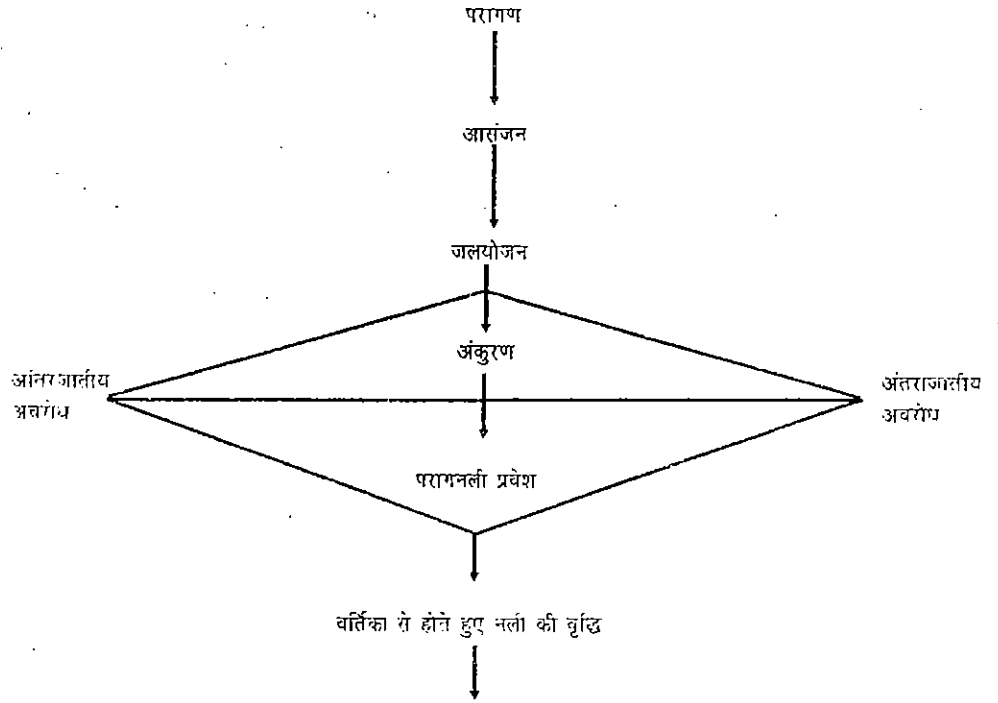 परागण
आसंजन
जलयोजन
अंकुरण
आंतरजातीय
अवरोध
अंतराजातीय
अवरोध
परागनली प्रवेश
वर्तिका से होते हुए नली की वृद्धि